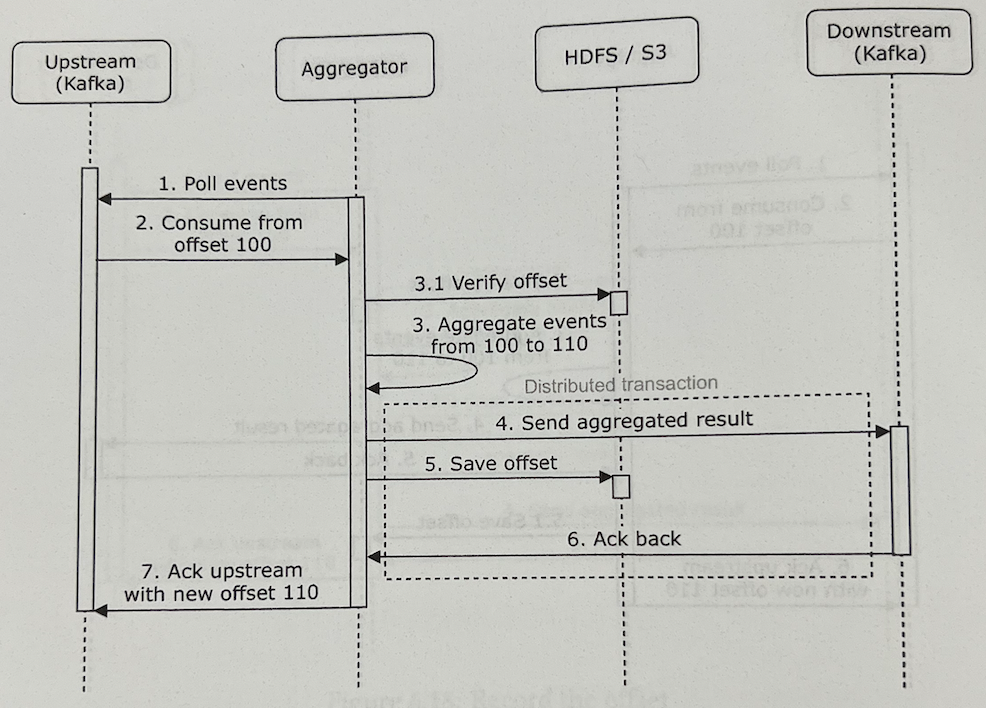 Upstream
(Kafka)
Aggregator
HDFS / S3
Downstream
(Kafka)
1. Poll events
2. Consume from
offset 100
3.1 Verify offset
3. Aggregate events
from 100 to 110
Distributed transaction
4. Send aggregated result
5. Save offset
6. Ack back
7. Ack upstream
with new offset 110